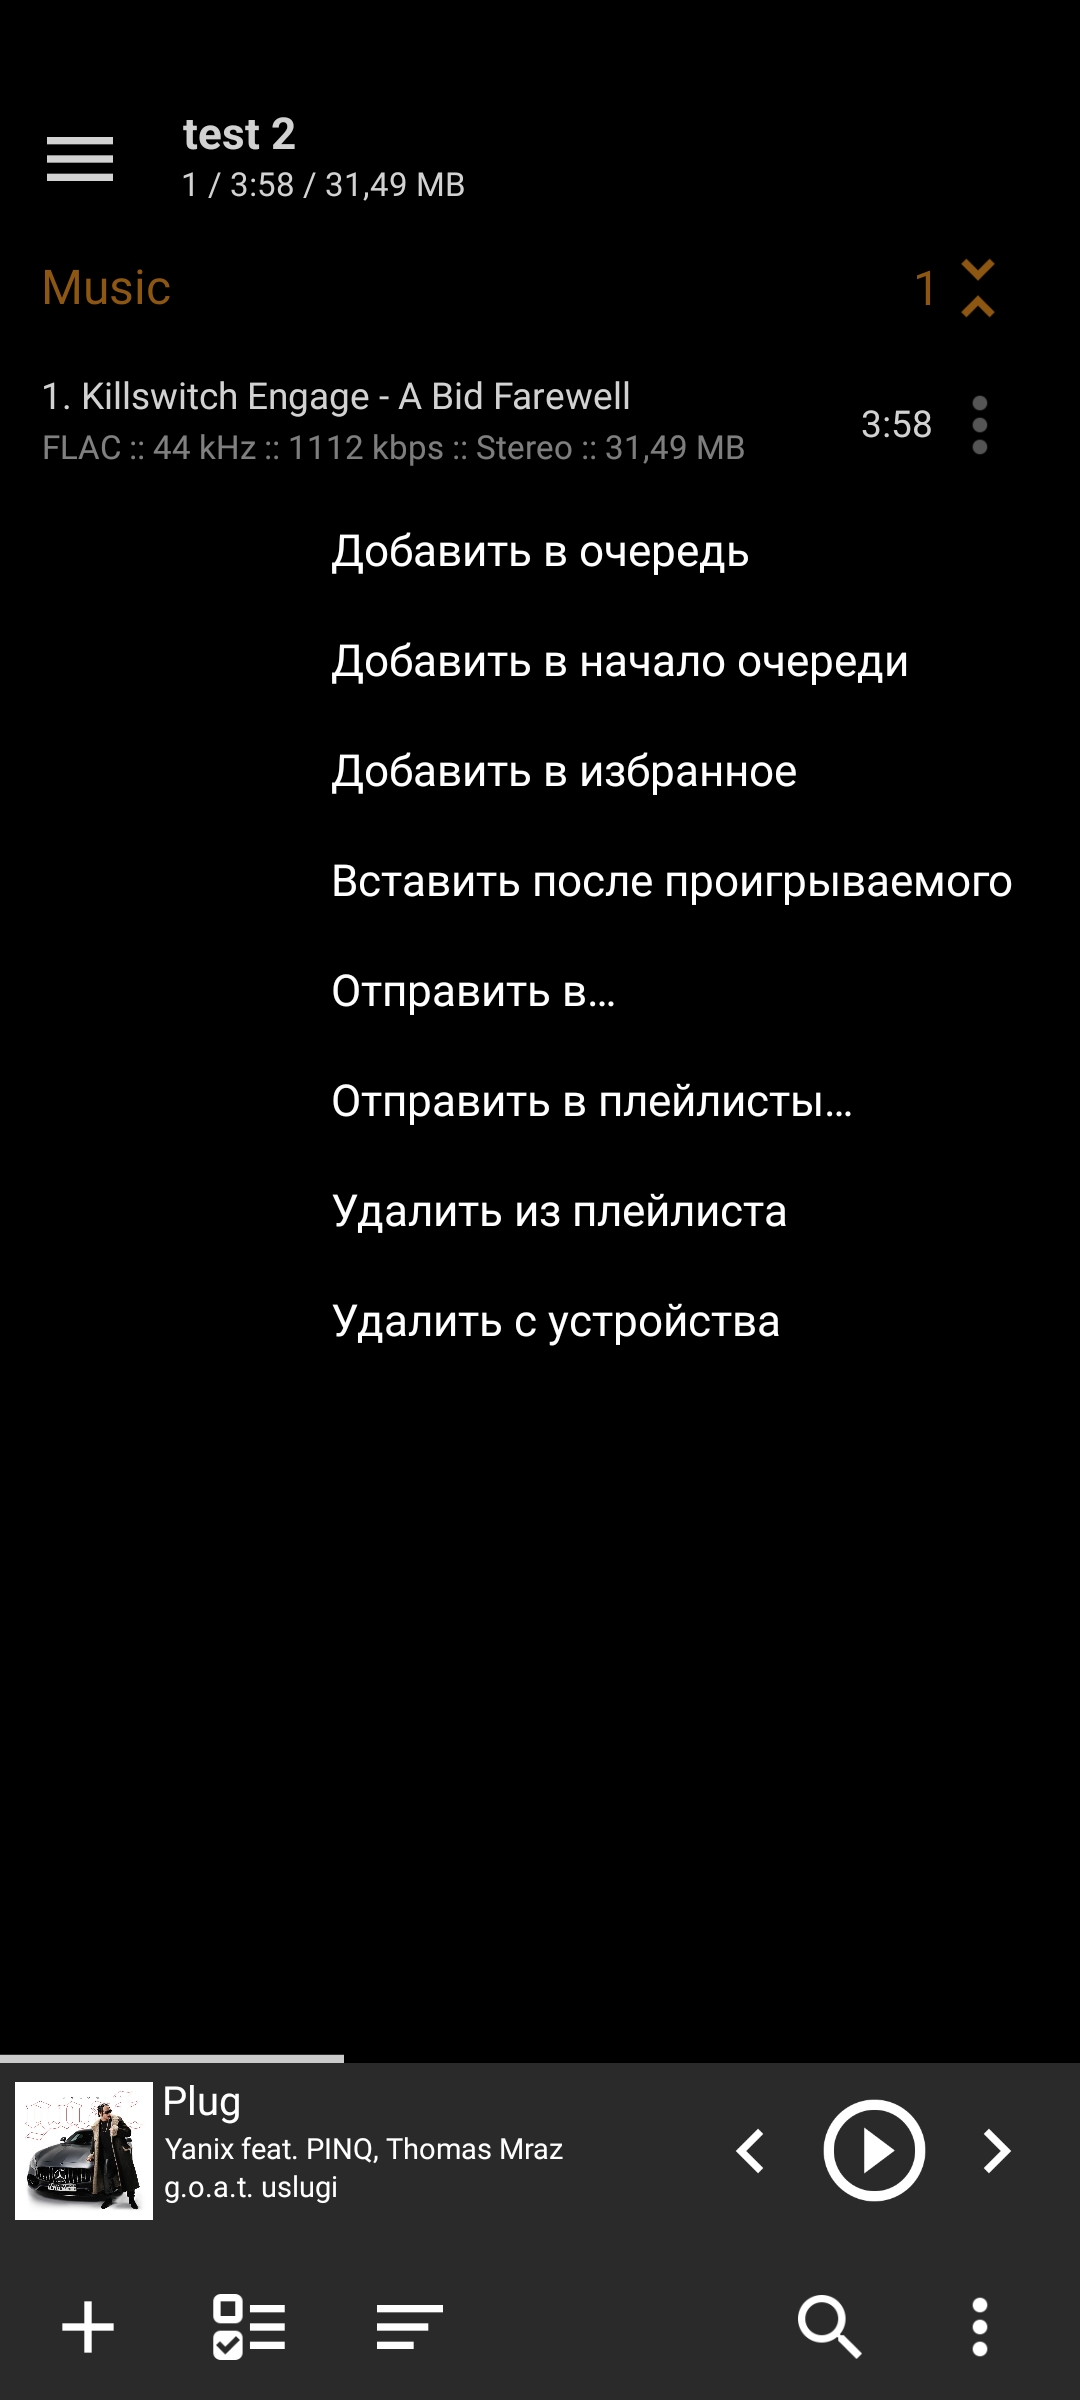 test 2
1 / 3:58 / 31,49 MB
Music 1
1. Killswitch Engage - A Bid Farewell
3:58
FLAC :: 44 kHz :: 1112 kbps :: Stereo :: 31,49 MB
Добавить в очередь
Добавить в начало очереди
Добавить в избранное
Вставить после проигрываемого
Отправить в…
Отправить в плейлисты…
Удалить из плейлиста
Удалить с устройства
Plug
Yanix feat. PINQ, Thomas Mraz
g.o.a.t. uslugi